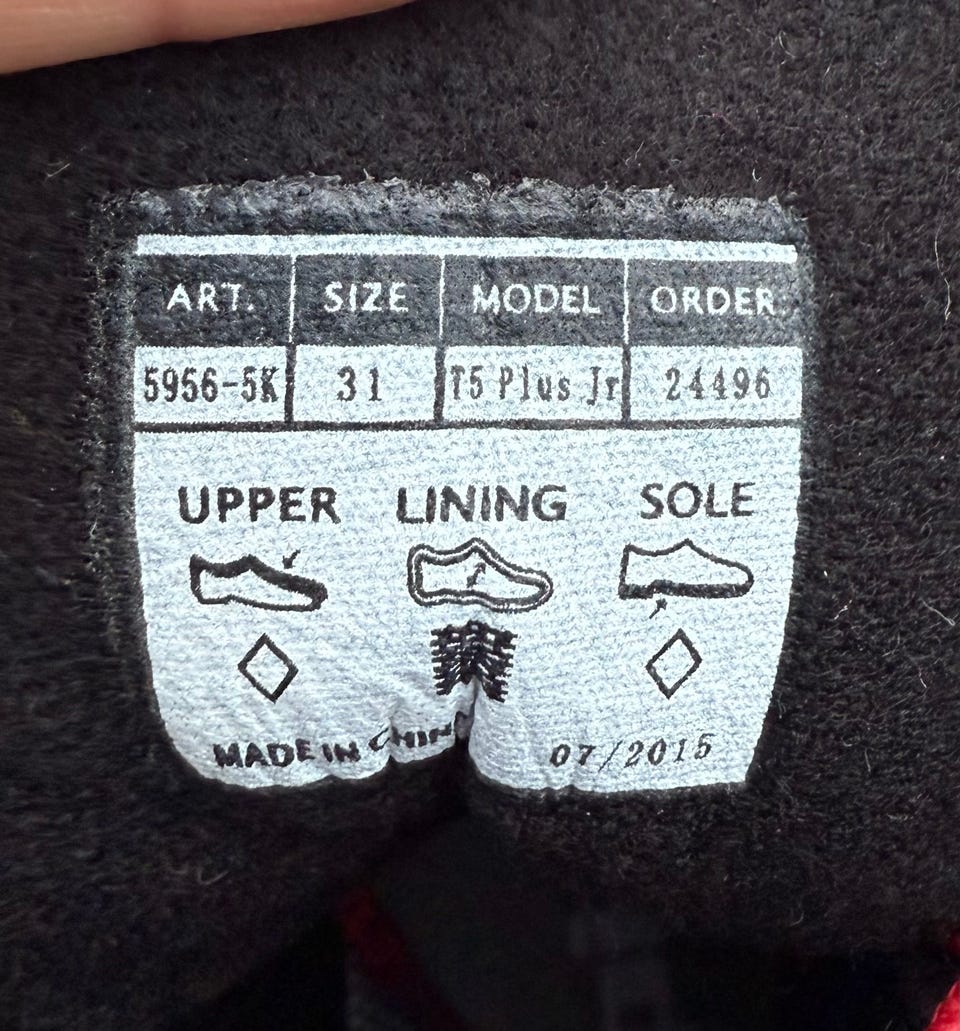 ART. SIZE MODEL ORDER
5956-5K 31 T5 Plus Jr 24496
UPPER LINING SOLE
MADE IN CHINA 07/2015